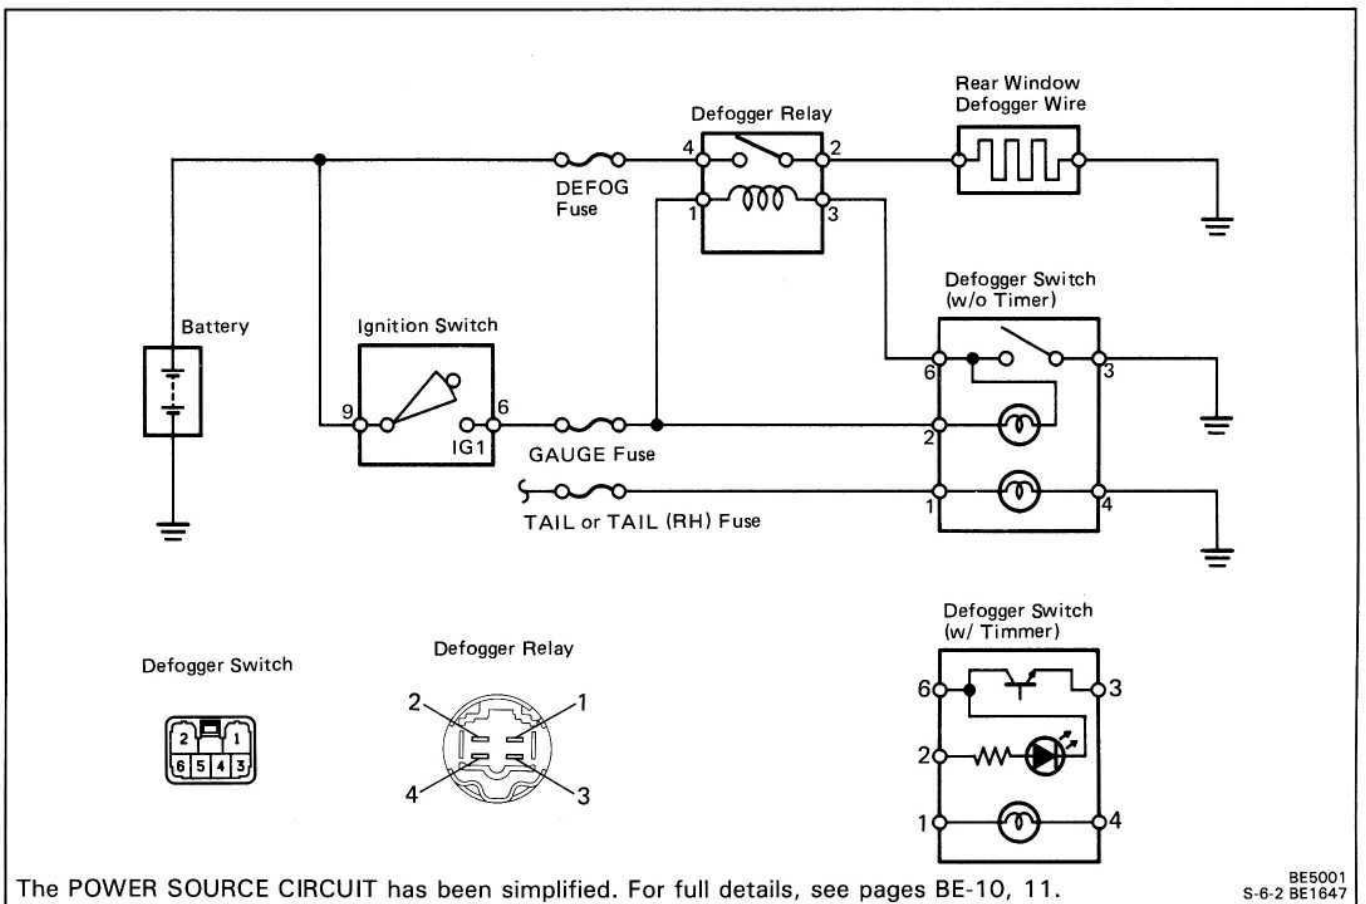 Rear Window
Defogger Wire
Defogger Relay
4
2
DEFOG
Fuse
1
3
Defogger Switch
(w/o Timer)
Battery
Ignition Switch
6
3
9
6
IG1
GAUGE Fuse
2
TAIL or TAIL (RH) Fuse
1
4
Defogger Switch
(w/ Timmer)
Defogger Switch
Defogger Relay
6
3
2
1
2
1
6 5 4 3
4
3
2
1
4
The POWER SOURCE CIRCUIT has been simplified. For full details, see pages BE-10, 11.
BE5001
S-6-2 BE1647